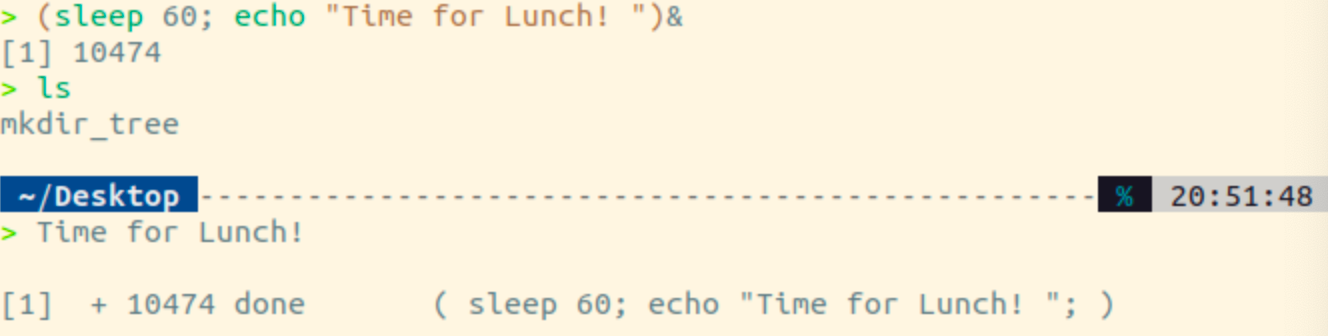 > (sleep 60; echo "Time for Lunch! ")&
[1] 10474
> ls
mkdir_tree
~/Desktop ------------------------------------------------- % 20:51:48
> Time for Lunch!
[1]  + 10474 done       ( sleep 60; echo "Time for Lunch! "; )